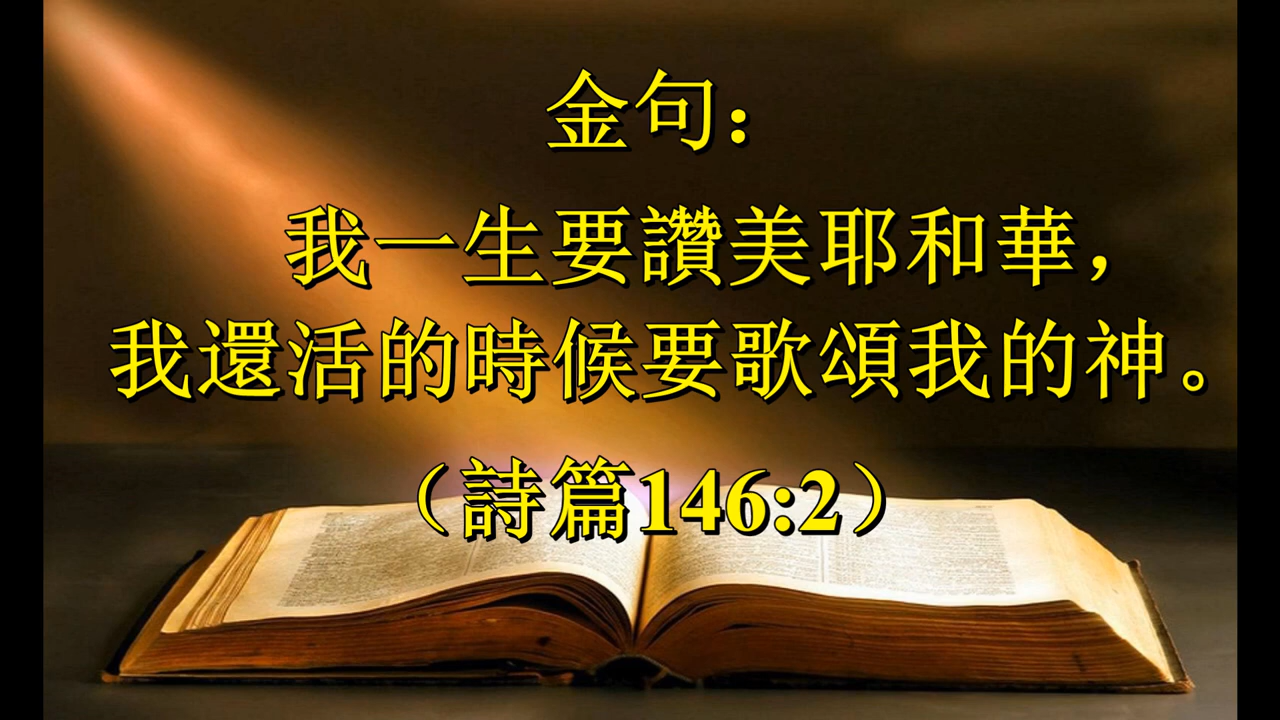 金句：
我一生要讚美耶和華，
我還活的時候要歌頌我的神。
（詩篇146:2）